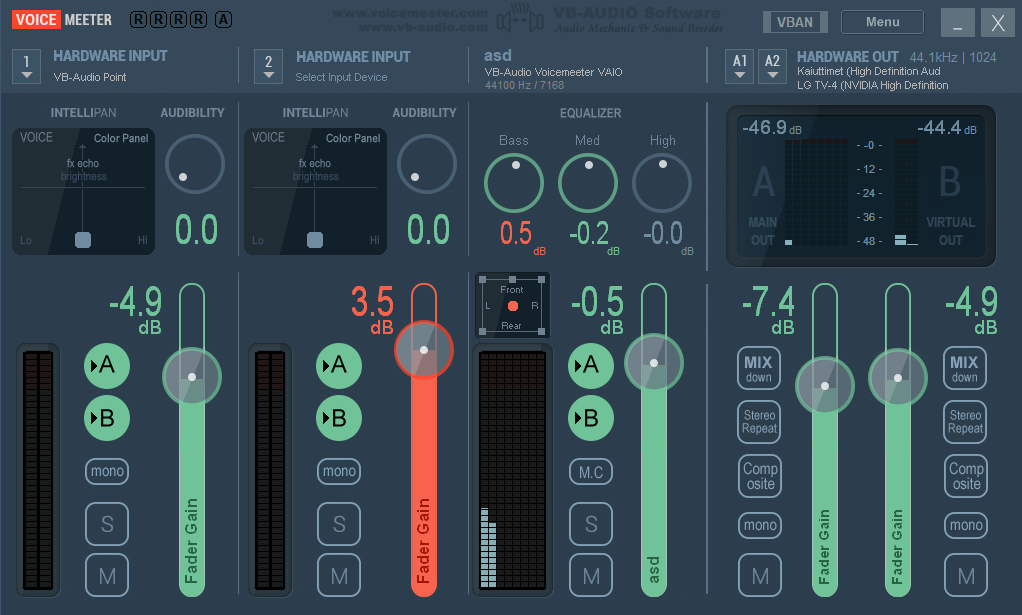 VOICE MEETER R R R R A
www.voicemeeter.com
www.vb-audio.com
VB-AUDIO Software
Audio Mechanic & Sound Breeder
VBAN
Menu
_
X
1
HARDWARE INPUT
VB-Audio Point
2
HARDWARE INPUT
Select Input Device
asd
VB-Audio Voicemeeter VAIO
44100 Hz / 7168
A1
A2
HARDWARE OUT 44.1kHz | 1024
Kaiuttimet (High Definition Aud
LG TV-4 (NVIDIA High Definition
INTELLIPAN
VOICE
Color Panel
fx echo
brightness
Lo
Hi
AUDIBILITY
0.0
INTELLIPAN
VOICE
Color Panel
fx echo
brightness
Lo
Hi
AUDIBILITY
0.0
EQUALIZER
Bass
Med
High
0.5 dB
-0.2 dB
-0.0 dB
-46.9 dB
-44.4 dB
A
MAIN
OUT
- -0 -
- -12 -
- -24 -
- -36 -
- -48 -
B
VIRTUAL
OUT
-4.9
dB
A
B
mono
S
M
Fader Gain
3.5
dB
A
B
mono
S
M
Fader Gain
Front
L
R
Rear
-0.5
dB
A
B
M.C
S
M
asd
-7.4
dB
MIX
down
Stereo
Repeat
Comp
osite
mono
M
Fader Gain
Fader Gain
-4.9
dB
MIX
down
Stereo
Repeat
Comp
osite
mono
M